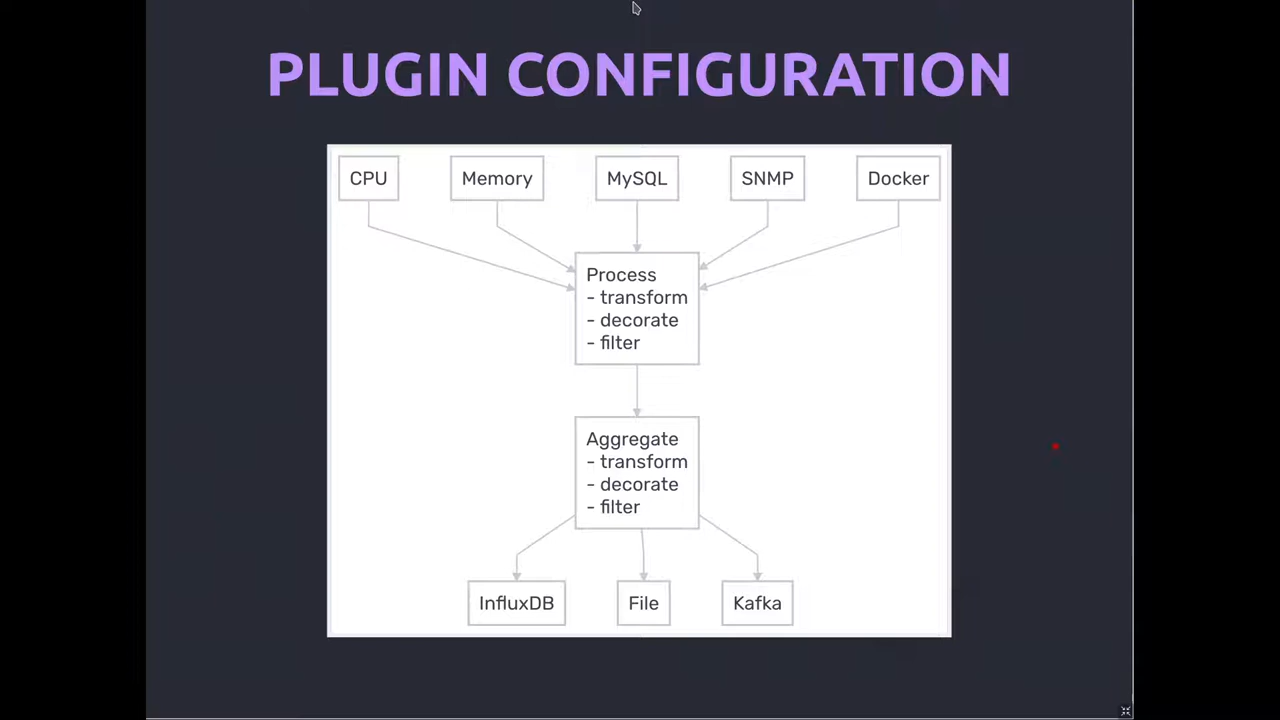 PLUGIN CONFIGURATION
CPU
Memory
MySQL
SNMP
Docker
Process
- transform
- decorate
- filter
Aggregate
- transform
- decorate
- filter
InfluxDB
File
Kafka